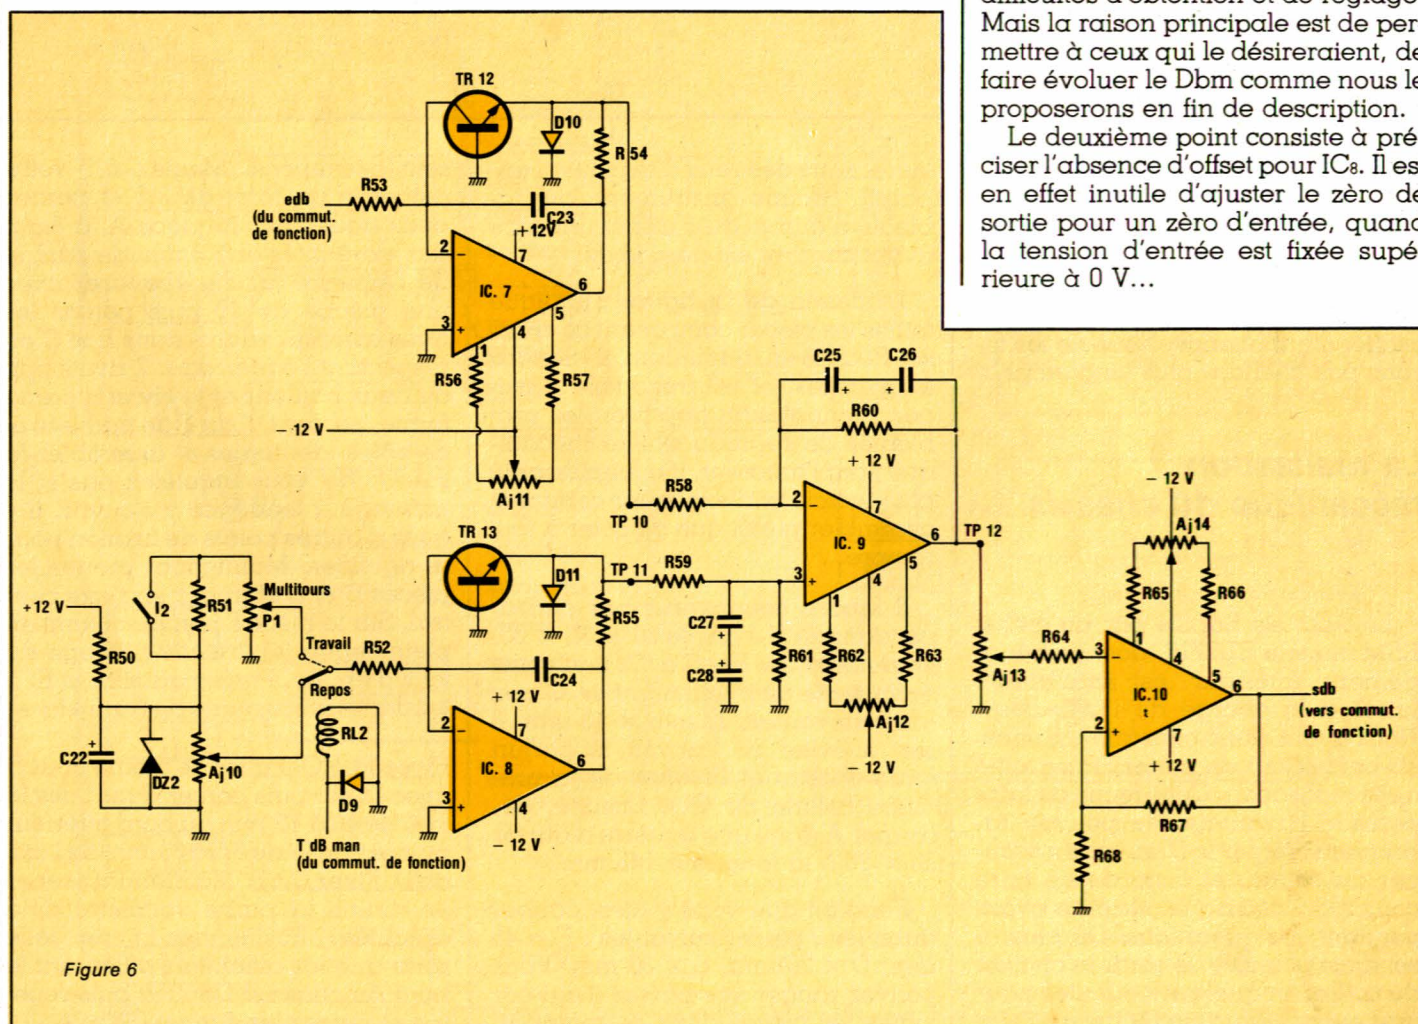 difficultés d'obtention et de réglage.
Mais la raison principale est de per-
mettre à ceux qui le désireraient, de
faire évoluer le Dbm comme nous le
proposerons en fin de description.
Le deuxième point consiste à pré-
ciser l'absence d'offset pour IC8. Il es
en effet inutile d'ajuster le zèro de
sortie pour un zèro d'entrée, quand
la tension d'entrée est fixée supé-
rieure à 0 V...
TR 12
D10
R 54
R53
edb
(du commut.
de fonction)
C23
+12V
2
−
7
IC. 7
6
3
+
1
4
5
R56
R57
− 12 V
Aj11
C25
C26
+
+
R60
+ 12 V
R58
TP 10
2
−
7
IC. 9
6
TP 12
3
+
1
4
5
TR 13
D11
TP 11
R59
R55
C27
+
+
C28
R61
R62
R63
Aj12
− 12 V
− 12 V
Aj14
R65
R66
R64
Aj13
3
−
1
4
5
IC.10
t
6
2
+
7
+ 12 V
sdb
(vers commut.
de fonction)
R67
R68
+12 V
I2
R51
Multitours
P1
R50
Travail
R52
Repos
C24
+ 12 V
RL2
C22
+
DZ2
Aj10
D9
2
−
7
IC. 8
6
3
+
4
− 12 V
T dB man
(du commut. de fonction)
Figure 6